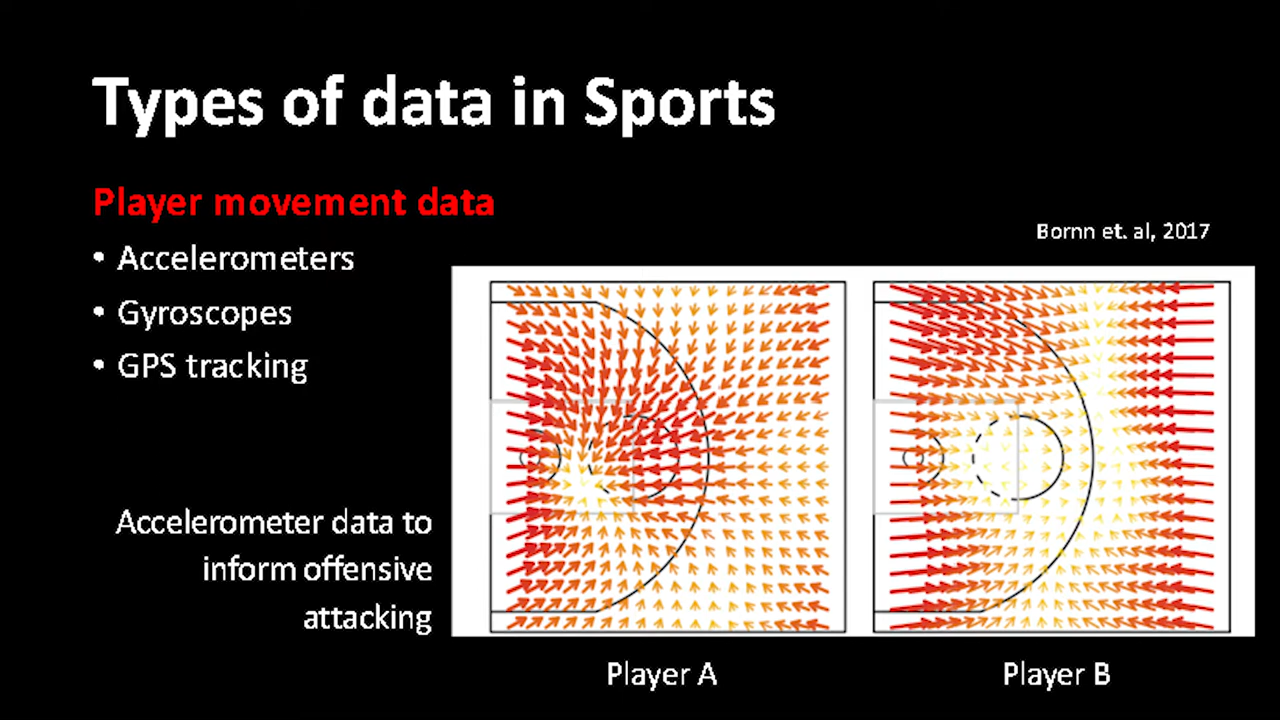 Types of data in Sports
Player movement data
• Accelerometers
• Gyroscopes
• GPS tracking
Bornn et. al, 2017
Accelerometer data to
inform offensive
attacking
Player A
Player B